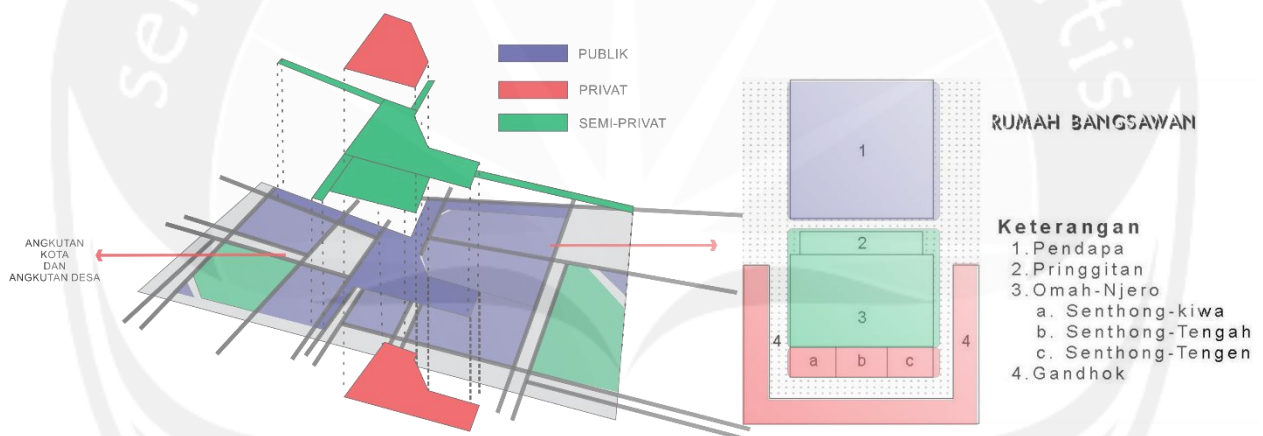 PUBLIK
PRIVAT
SEMI-PRIVAT
ANGKUTAN
KOTA
DAN
ANGKUTAN DESA
1
2
3
4
4
a
b
c
RUMAH BANGSAWAN
Keterangan
1.Pendapa
2.Pringgitan
3.Omah-Njero
a. Senthong-kiwa
b. Senthong-Tengah
c. Senthong-Tengen
4.Gandhok